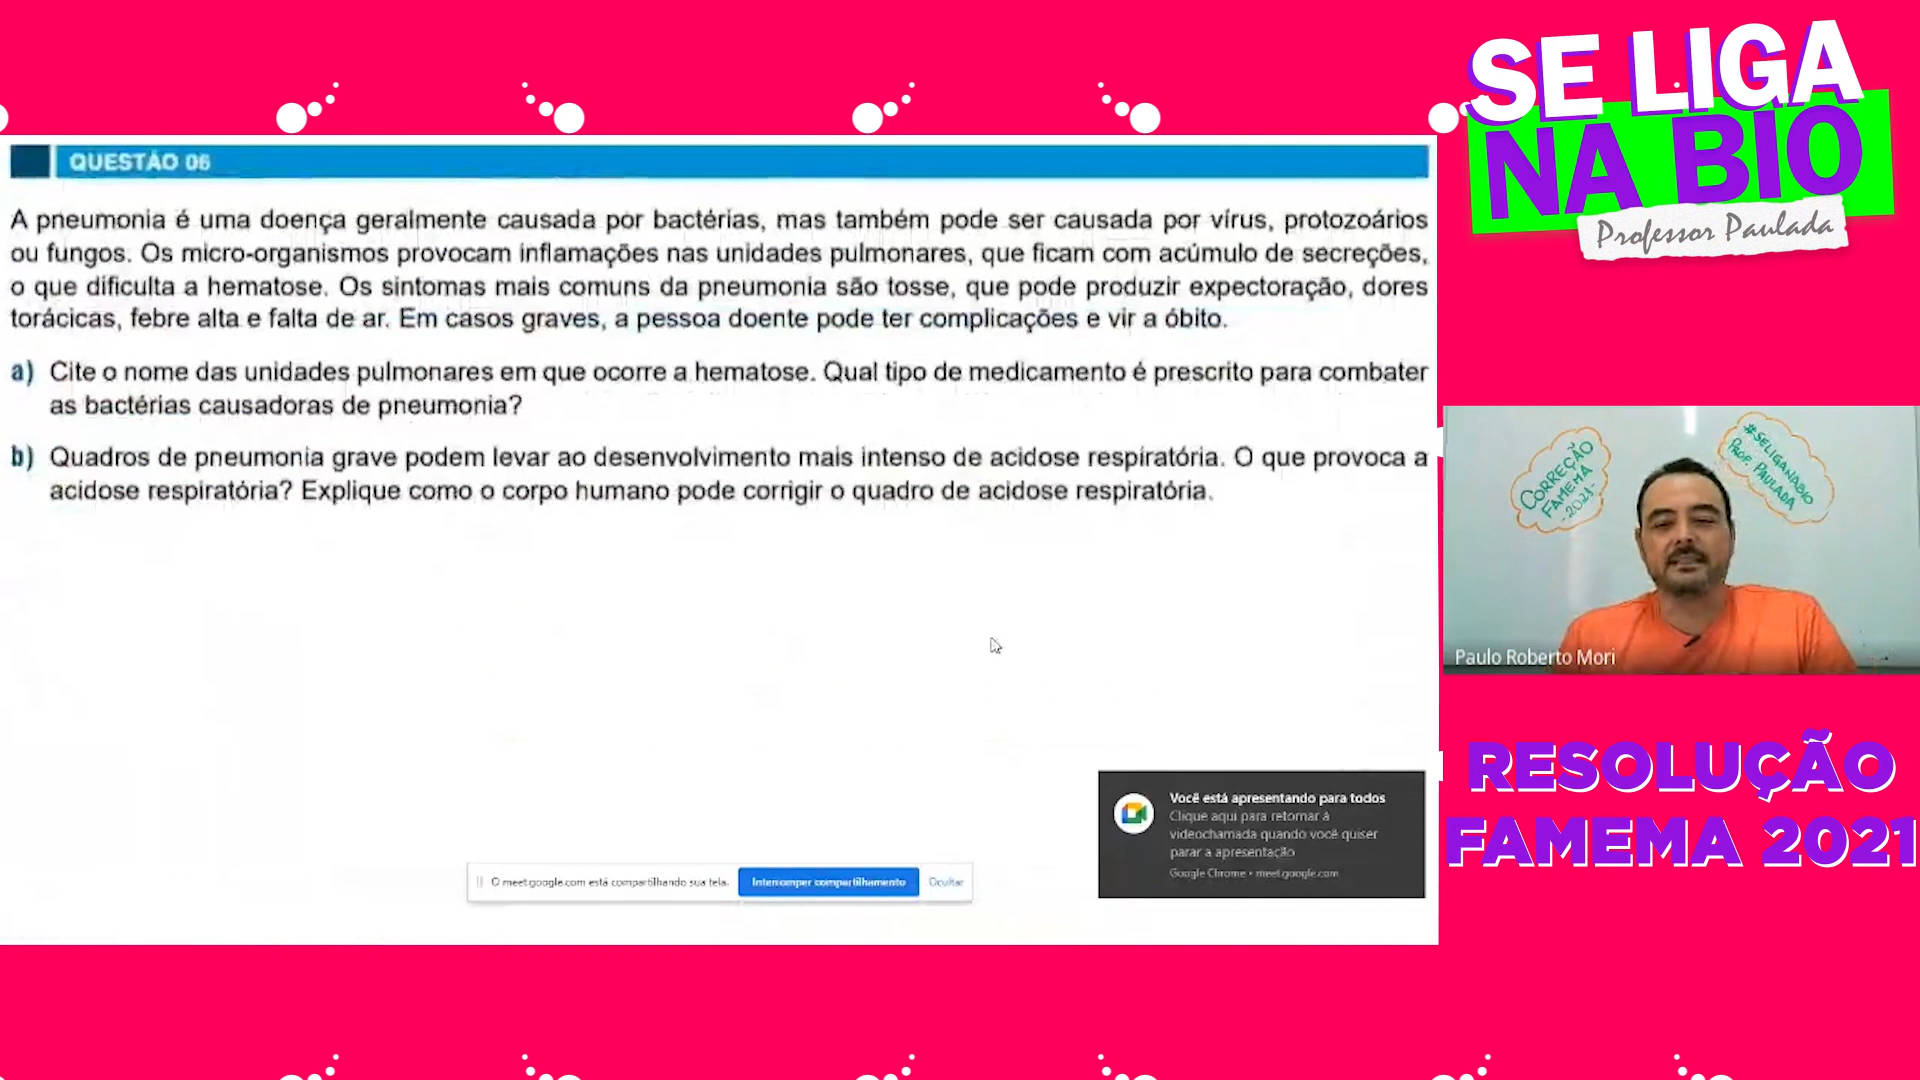 SE LIGA
NA BIO
Professor Paulada
QUESTÃO 06
A pneumonia é uma doença geralmente causada por bactérias, mas também pode ser causada por vírus, protozoários
ou fungos. Os micro-organismos provocam inflamações nas unidades pulmonares, que ficam com acúmulo de secreções,
o que dificulta a hematose. Os sintomas mais comuns da pneumonia são tosse, que pode produzir expectoração, dores
torácicas, febre alta e falta de ar. Em casos graves, a pessoa doente pode ter complicações e vir a óbito.
a) Cite o nome das unidades pulmonares em que ocorre a hematose. Qual tipo de medicamento é prescrito para combater
as bactérias causadoras de pneumonia?
b) Quadros de pneumonia grave podem levar ao desenvolvimento mais intenso de acidose respiratória. O que provoca a
acidose respiratória? Explique como o corpo humano pode corrigir o quadro de acidose respiratória.
CORREÇÃO
FAMEMA
-2021-
#SELIGANABIO
PROF. PAULADA
Paulo Roberto Mori
RESOLUÇÃO
FAMEMA 2021
Você está apresentando para todos
Clique aqui para retornar à
videochamada quando você quiser
parar a apresentação
Google Chrome • meet.google.com
O meet.google.com está compartilhando sua tela.
Interromper compartilhamento
Ocultar